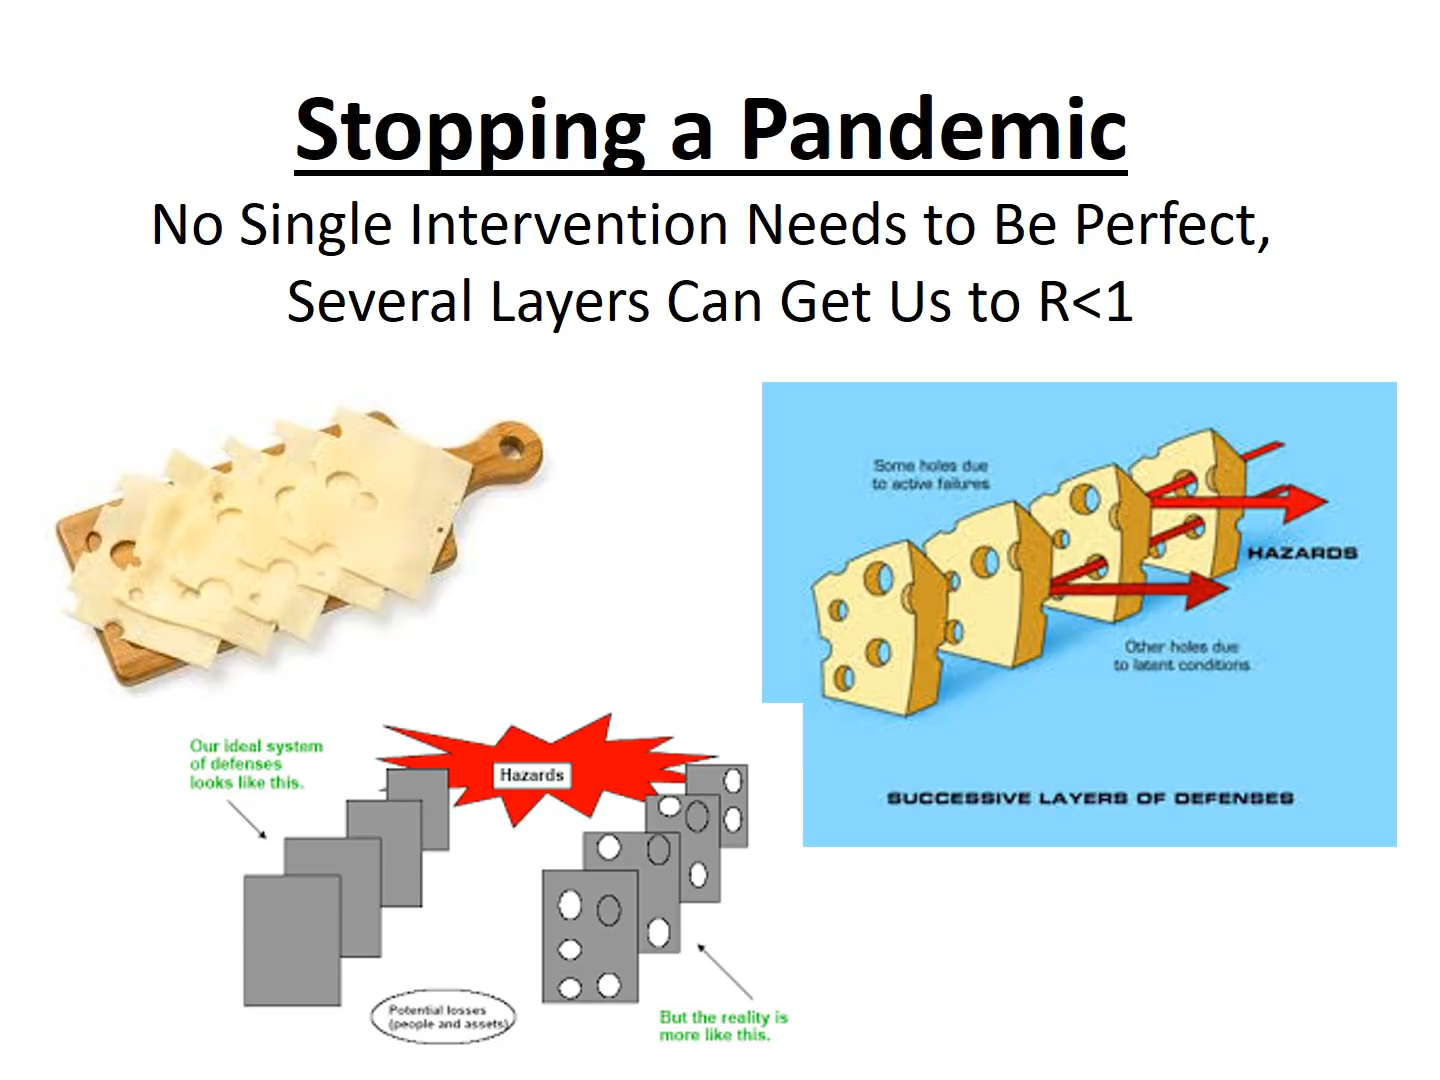 Stopping a Pandemic
No Single Intervention Needs to Be Perfect,
Several Layers Can Get Us to R<1
Some holes due
to active failures
HAZARDS
Other holes due
to latent conditions
SUCCESSIVE LAYERS OF DEFENSES
Our ideal system
of defenses
looks like this.
Hazards
Potential losses
(people and assets)
But the reality is
more like this.